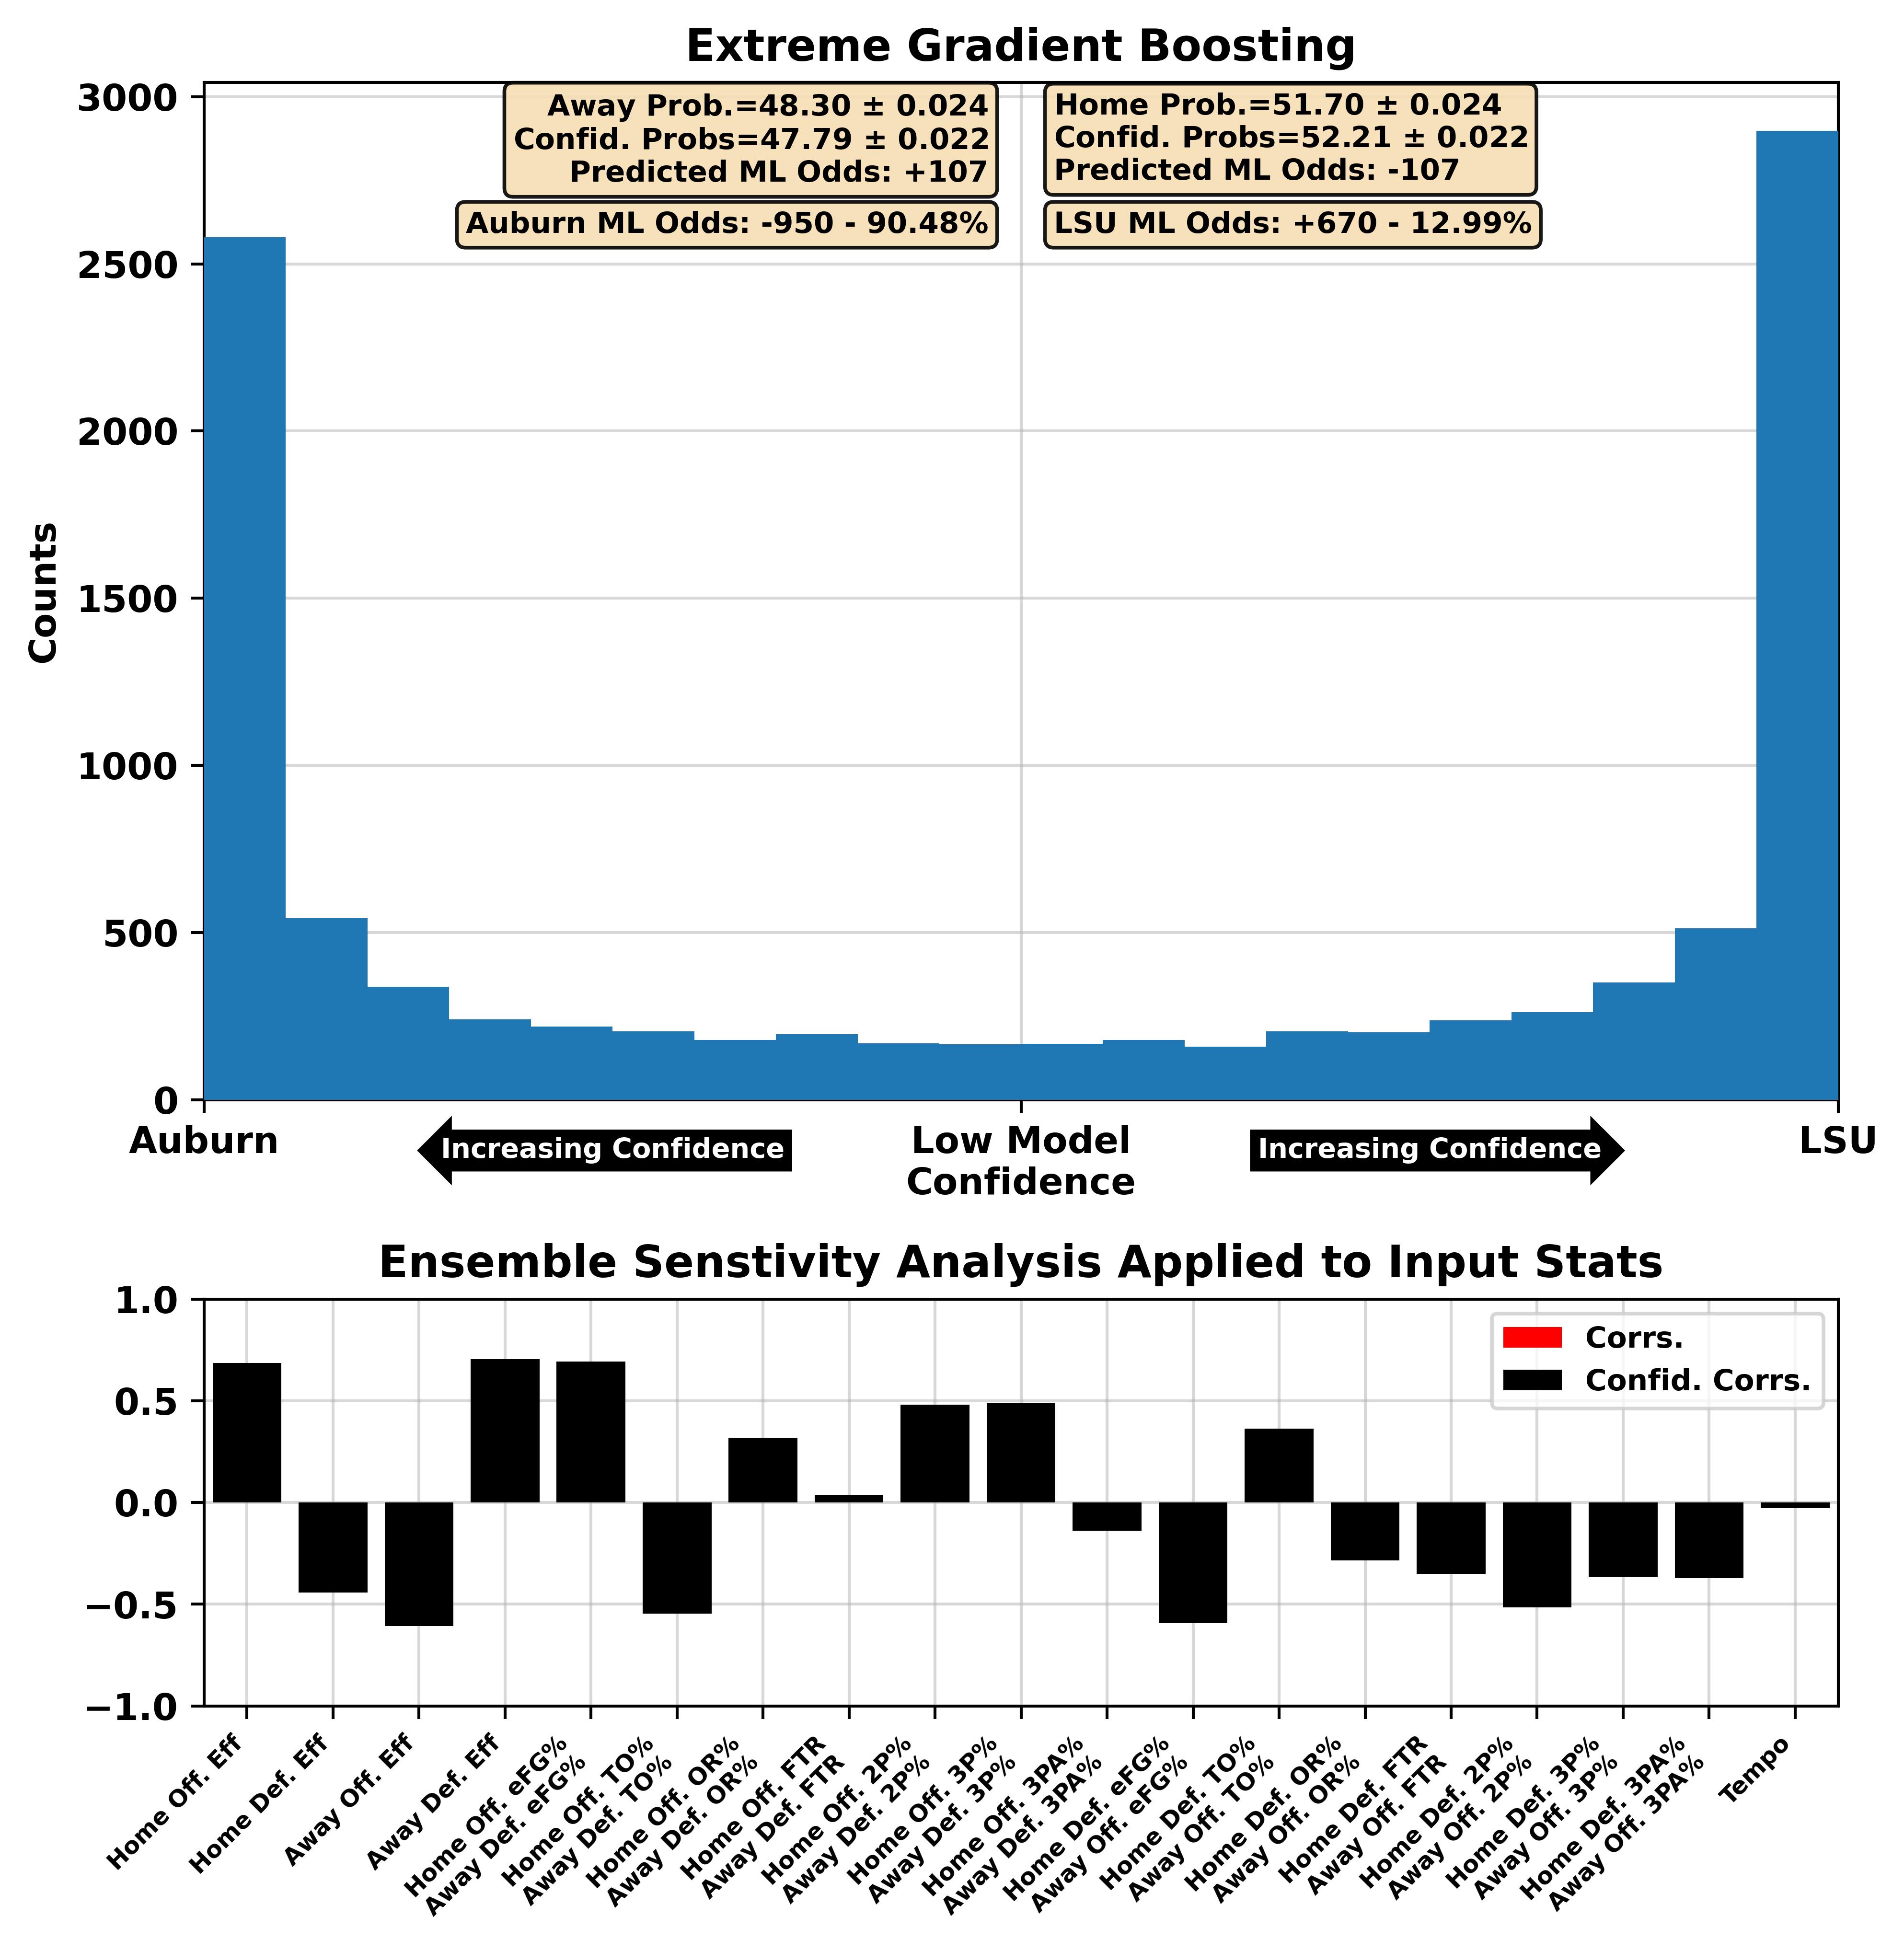 Extreme Gradient Boosting
3000
2500
2000
1500
1000
500
0
Counts
Away Prob.=48.30 ± 0.024
Confid. Probs=47.79 ± 0.022
Predicted ML Odds: +107
Auburn ML Odds: -950 - 90.48%
Home Prob.=51.70 ± 0.024
Confid. Probs=52.21 ± 0.022
Predicted ML Odds: -107
LSU ML Odds: +670 - 12.99%
Auburn
Increasing Confidence
Low Model
Confidence
Increasing Confidence
LSU
Ensemble Senstivity Analysis Applied to Input Stats
1.0
0.5
0.0
−0.5
−1.0
Corrs.
Confid. Corrs.
Home Off. Eff
Home Def. Eff
Away Off. Eff
Away Def. Eff
Home Off. eFG%
Away Def. eFG%
Home Off. TO%
Away Def. TO%
Home Off. OR%
Away Def. OR%
Home Off. FTR
Away Def. FTR
Home Off. 2P%
Away Def. 2P%
Home Off. 3P%
Away Def. 3P%
Home Off. 3PA%
Away Def. 3PA%
Home Def. eFG%
Away Off. eFG%
Home Def. TO%
Away Off. TO%
Home Def. OR%
Away Off. OR%
Home Def. FTR
Away Off. FTR
Home Def. 2P%
Away Off. 2P%
Home Def. 3P%
Away Off. 3P%
Home Def. 3PA%
Away Off. 3PA%
Tempo